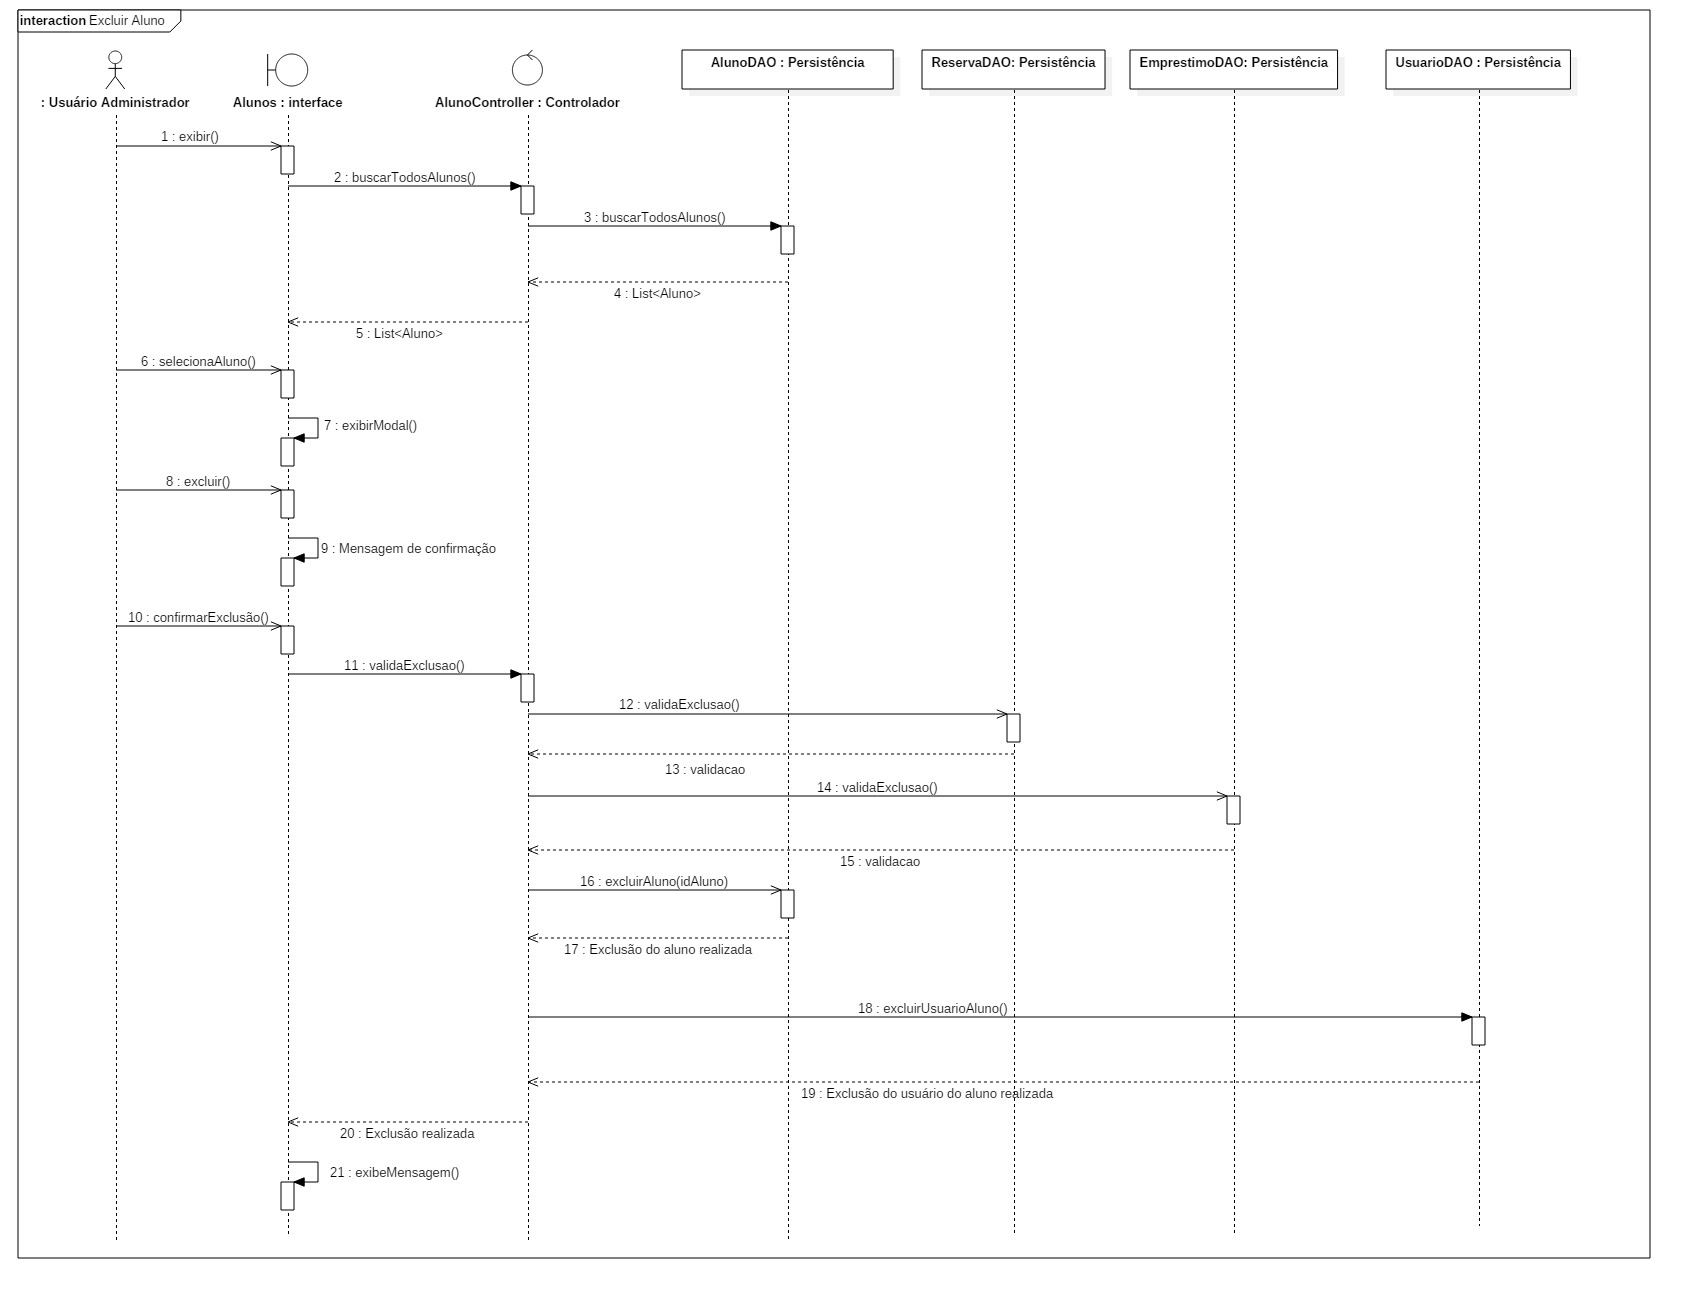 interaction Excluir Aluno
: Usuário Administrador
Alunos : interface
AlunoController : Controlador
AlunoDAO : Persistência
ReservaDAO: Persistência
EmprestimoDAO: Persistência
UsuarioDAO : Persistência
1 : exibir()
2 : buscarTodosAlunos()
3 : buscarTodosAlunos()
4 : List<Aluno>
5 : List<Aluno>
6 : selecionaAluno()
7 : exibirModal()
8 : excluir()
9 : Mensagem de confirmação
10 : confirmarExclusão()
11 : validaExclusao()
12 : validaExclusao()
13 : validacao
14 : validaExclusao()
15 : validacao
16 : excluirAluno(idAluno)
17 : Exclusão do aluno realizada
18 : excluirUsuarioAluno()
19 : Exclusão do usuário do aluno realizada
20 : Exclusão realizada
21 : exibeMensagem()